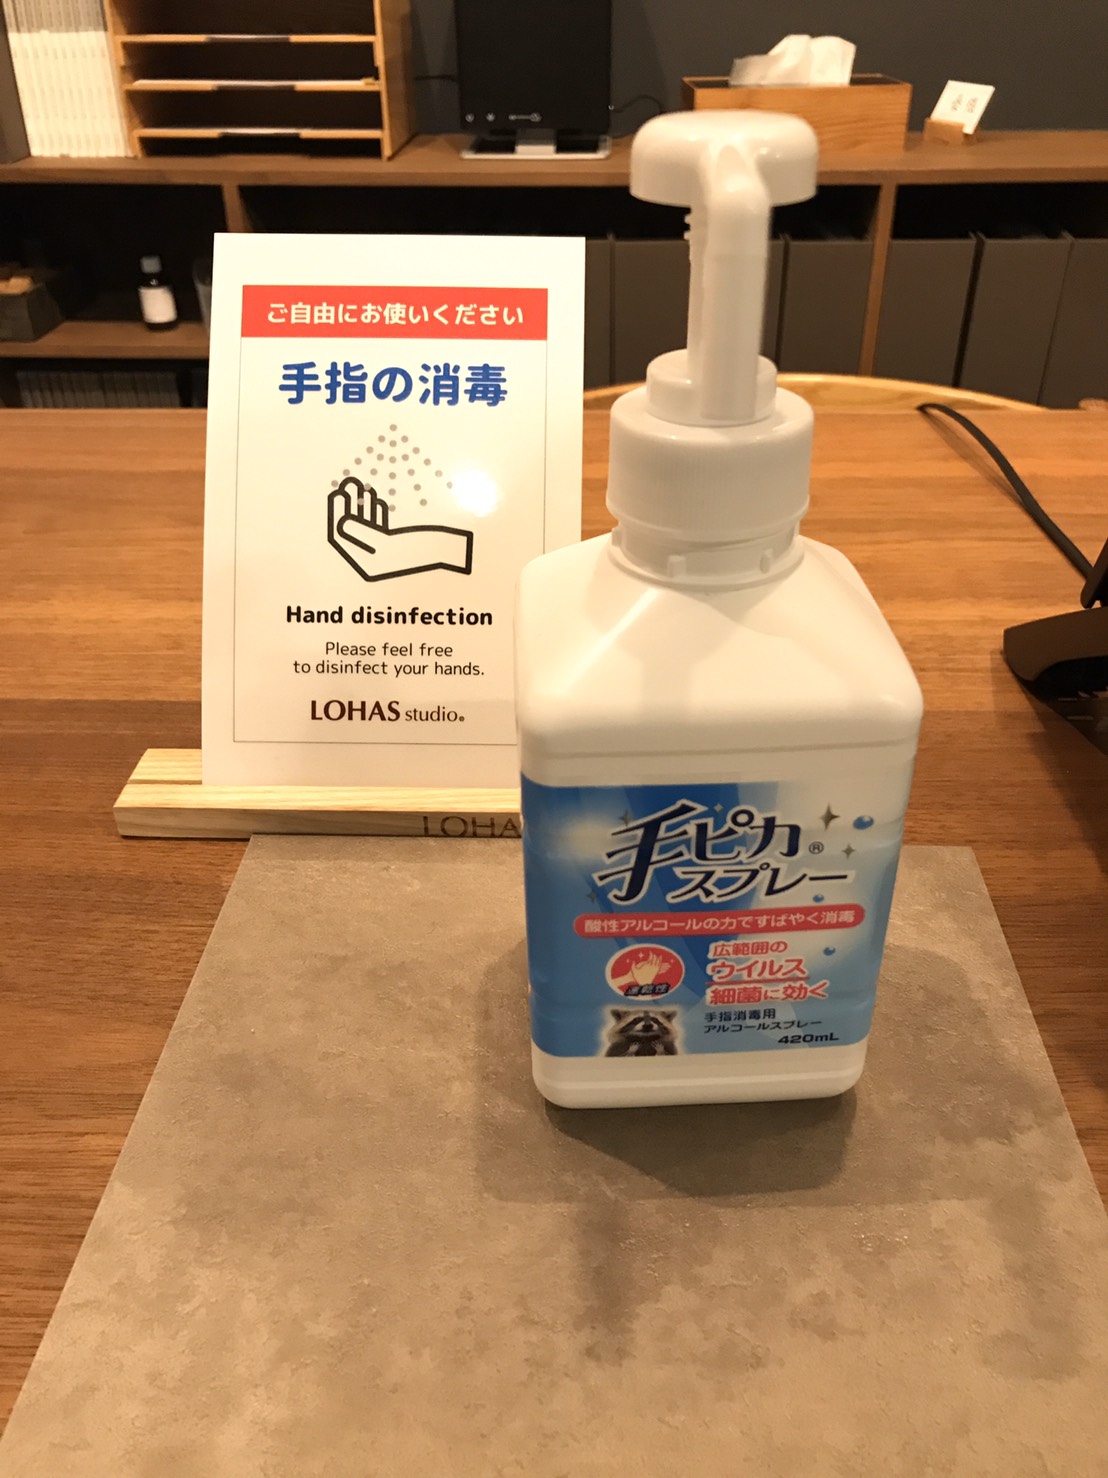 ご自由にお使いください
手指の消毒
Hand disinfection
Please feel free
to disinfect your hands.
LOHAS studio®
LOHA
手ピカ®
スプレー
酸性アルコールの力ですばやく消毒
速乾性
広範囲の
ウイルス
細菌に効く
手指消毒用
アルコールスプレー
420mL